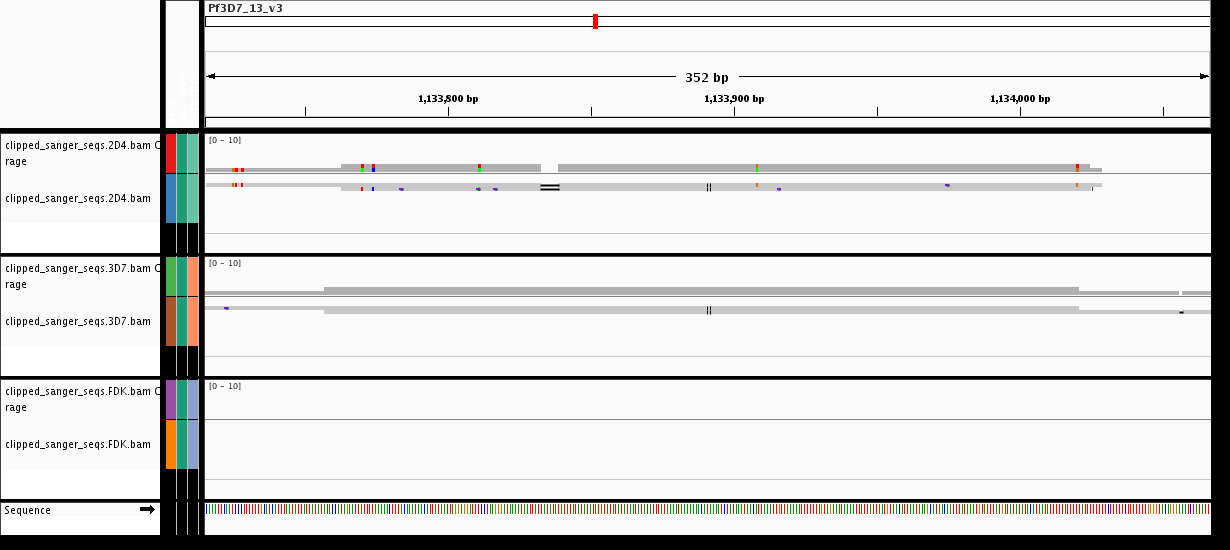 Pf3D7_13_v3
352 bp
1,133,800 bp 1,133,900 bp 1,134,000 bp
clipped_sanger_seqs.2D4.bam C
rage
[0 - 10]
clipped_sanger_seqs.2D4.bam
clipped_sanger_seqs.3D7.bam C
rage
[0 - 10]
clipped_sanger_seqs.3D7.bam
clipped_sanger_seqs.FDK.bam C
rage
[0 - 10]
clipped_sanger_seqs.FDK.bam
Sequence